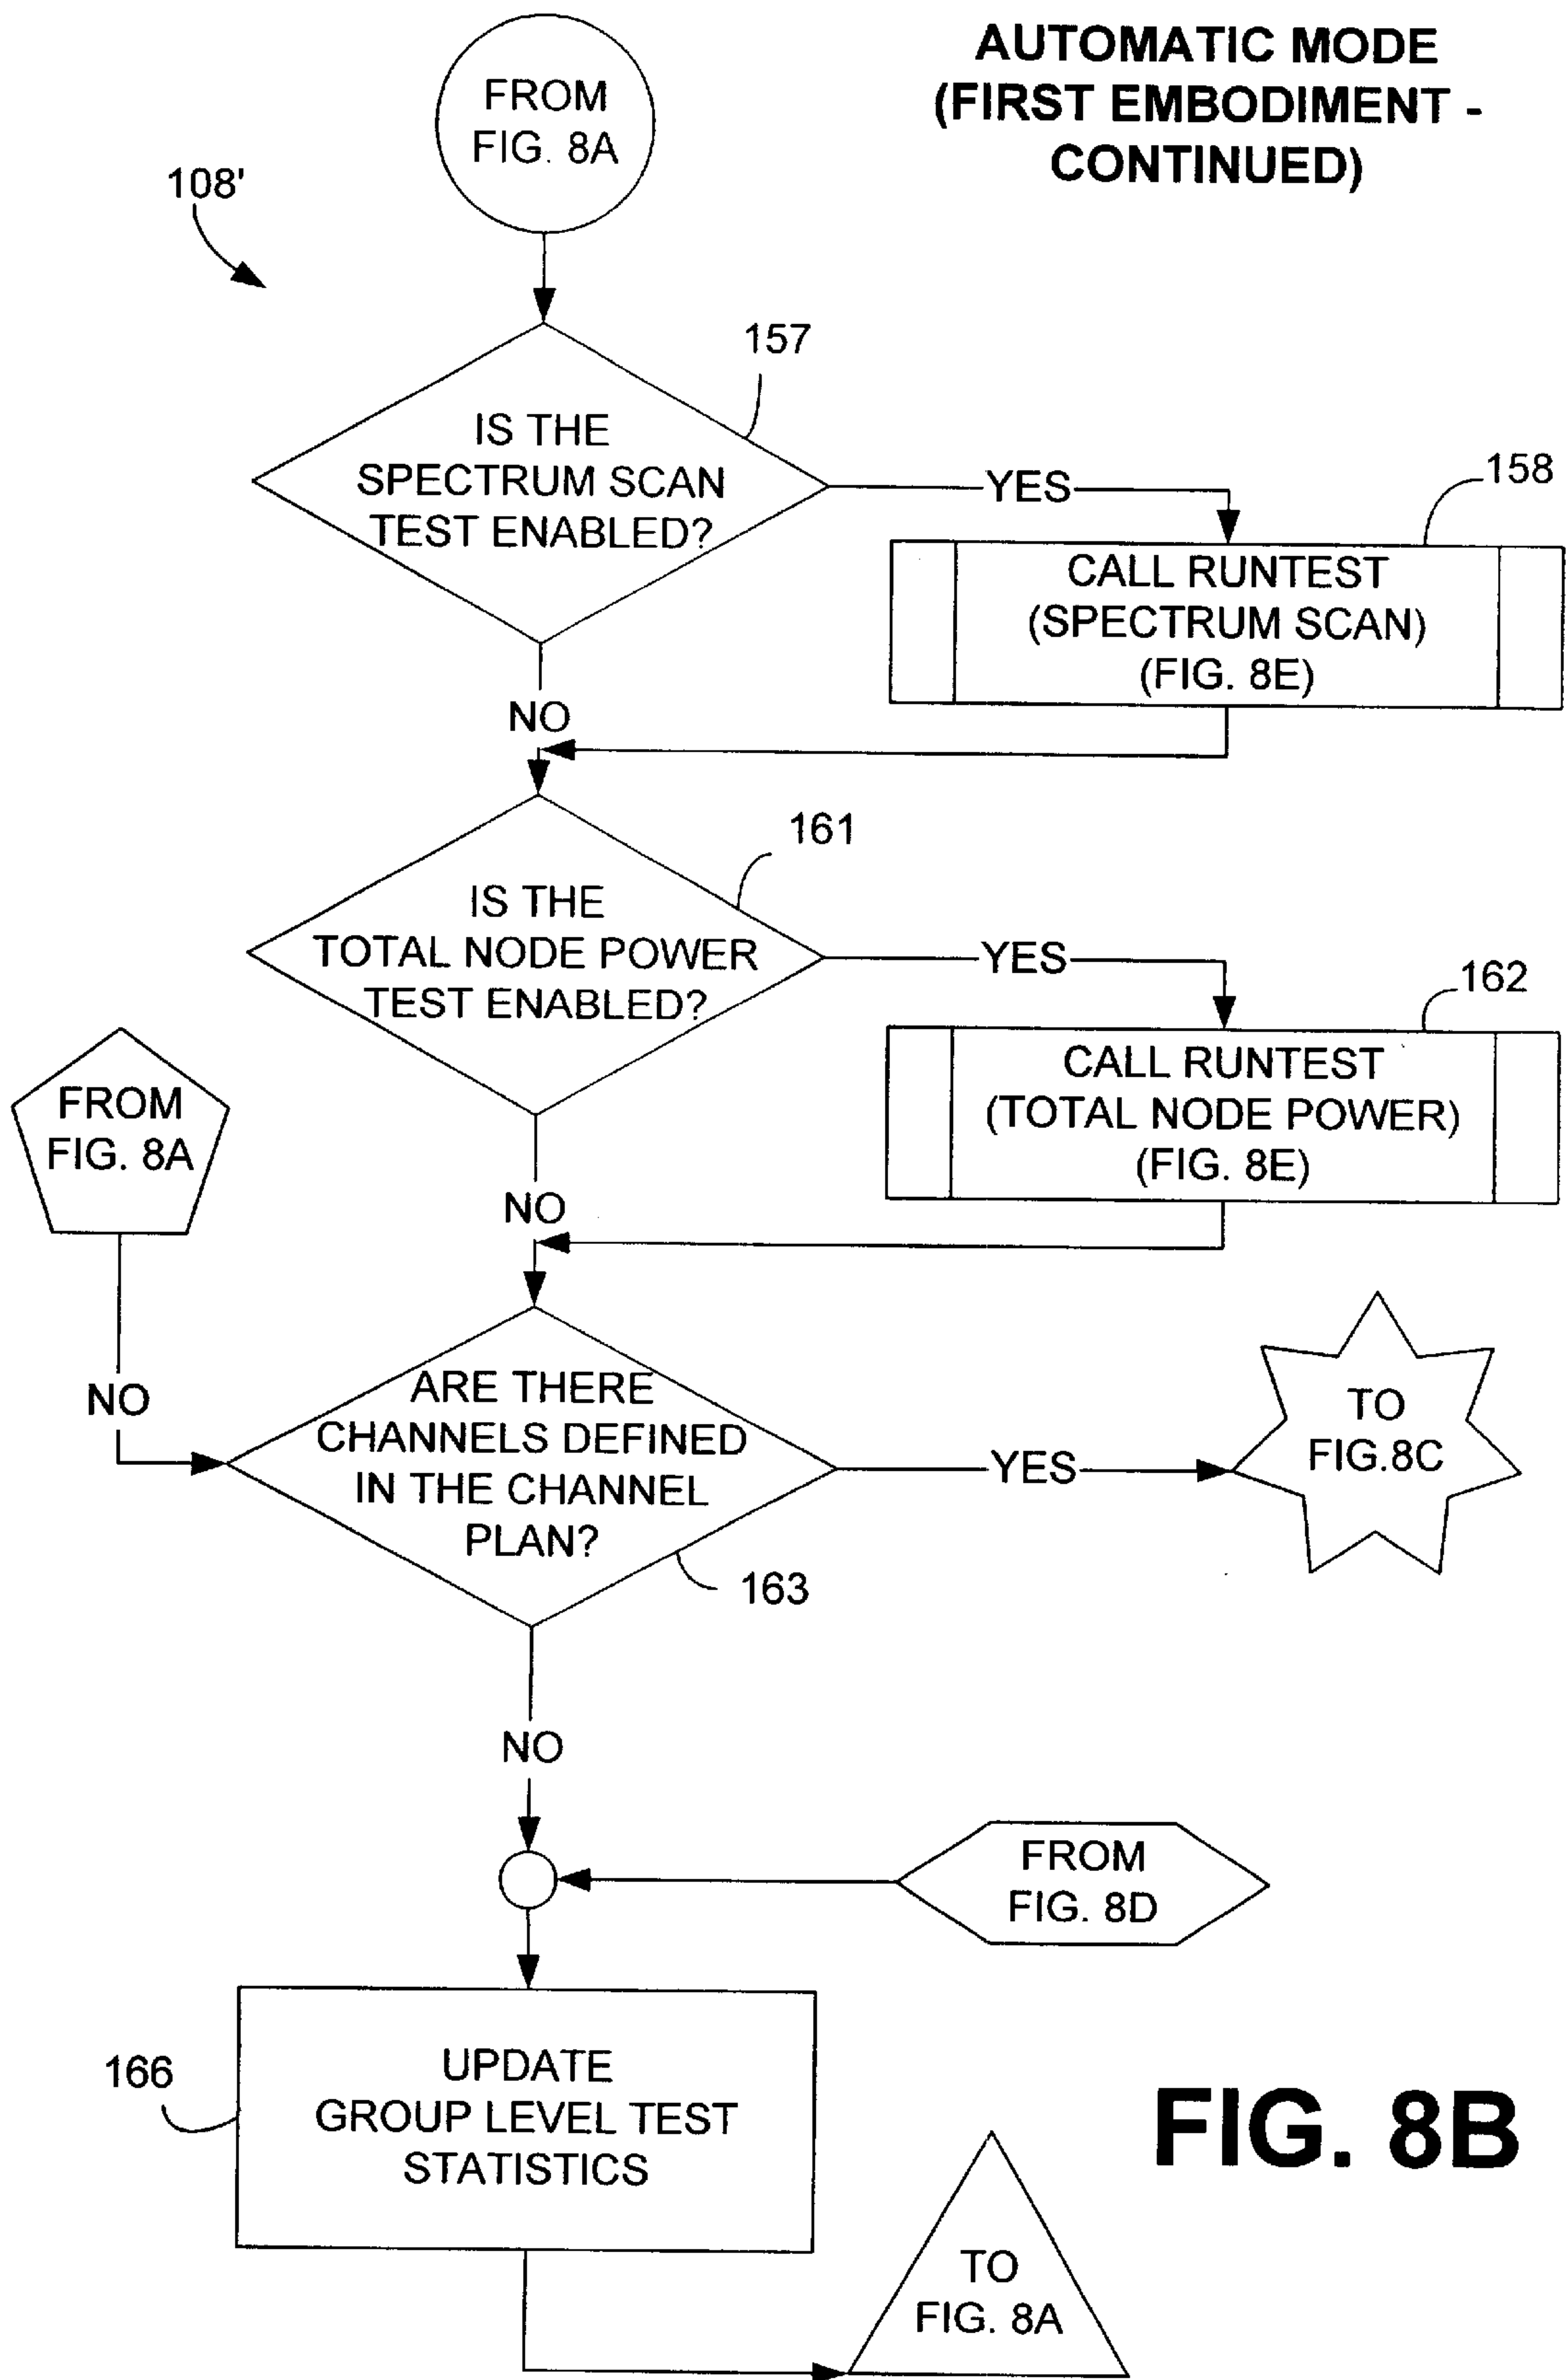 AUTOMATIC MODE
(FIRST EMBODIMENT -
CONTINUED)
FROM
FIG. 8A
108'
157
IS THE
SPECTRUM SCAN
TEST ENABLED?
YES
158
CALL RUNTEST
(SPECTRUM SCAN)
(FIG. 8E)
NO
161
IS THE
TOTAL NODE POWER
TEST ENABLED?
YES
162
CALL RUNTEST
(TOTAL NODE POWER)
(FIG. 8E)
NO
FROM
FIG. 8A
NO
ARE THERE
CHANNELS DEFINED
IN THE CHANNEL
PLAN?
163
YES
TO
FIG.8C
NO
FROM
FIG. 8D
166
UPDATE
GROUP LEVEL TEST
STATISTICS
TO
FIG. 8A
FIG. 8B